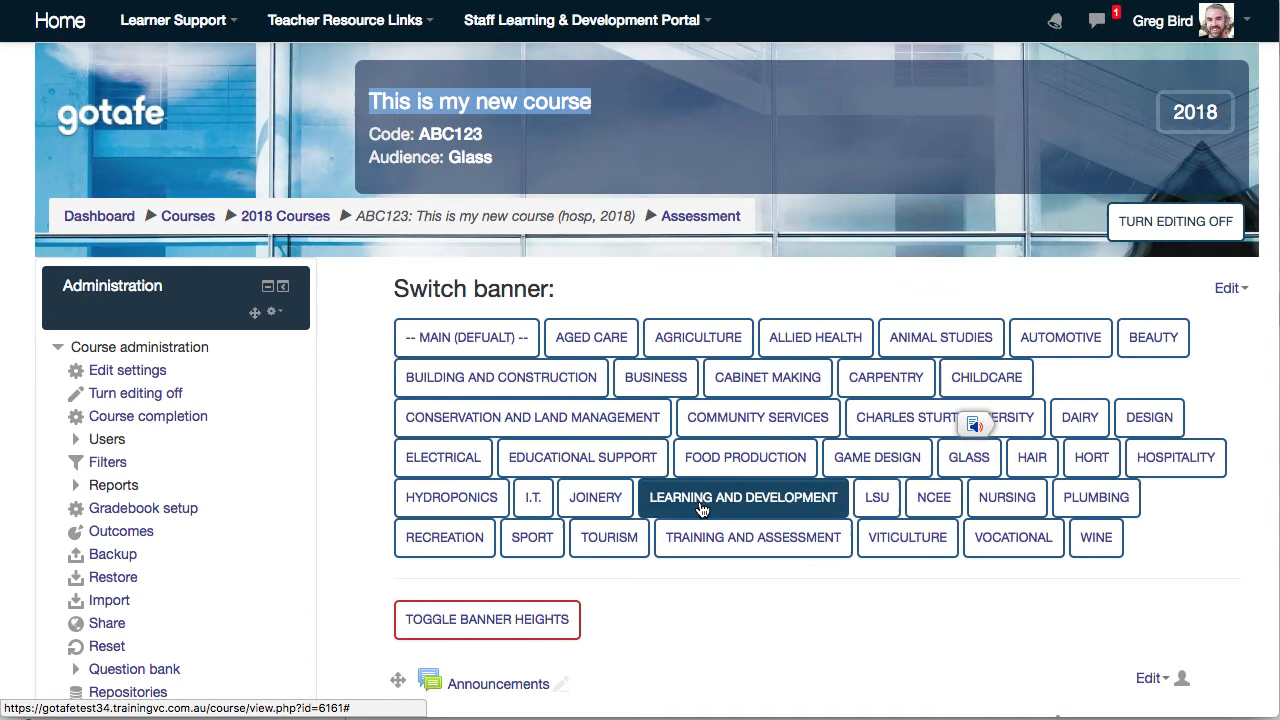 Home Learner Support Teacher Resource Links Staff Learning & Development Portal 1 Greg Bird
gotafe
This is my new course
Code: ABC123
Audience: Glass
2018
Dashboard Courses 2018 Courses ABC123: This is my new course (hosp, 2018) Assessment
TURN EDITING OFF
Administration
Course administration
Edit settings
Turn editing off
Course completion
Users
Filters
Reports
Gradebook setup
Outcomes
Backup
Restore
Import
Share
Reset
Question bank
Repositories
Switch banner:
Edit
-- MAIN (DEFUALT) -- AGED CARE AGRICULTURE ALLIED HEALTH ANIMAL STUDIES AUTOMOTIVE BEAUTY
BUILDING AND CONSTRUCTION BUSINESS CABINET MAKING CARPENTRY CHILDCARE
CONSERVATION AND LAND MANAGEMENT COMMUNITY SERVICES CHARLES DAIRY DESIGN
ELECTRICAL EDUCATIONAL SUPPORT FOOD PRODUCTION GAME DESIGN GLASS HAIR HORT HOSPITALITY
HYDROPONICS I.T. JOINERY LEARNING AND DEVELOPMENT LSU NCEE NURSING PLUMBING
RECREATION SPORT TOURISM TRAINING AND ASSESSMENT VITICULTURE VOCATIONAL WINE
TOGGLE BANNER HEIGHTS
Announcements
Edit
https://gotafetest34.trainingvc.com.au/course/view.php?id=6161#